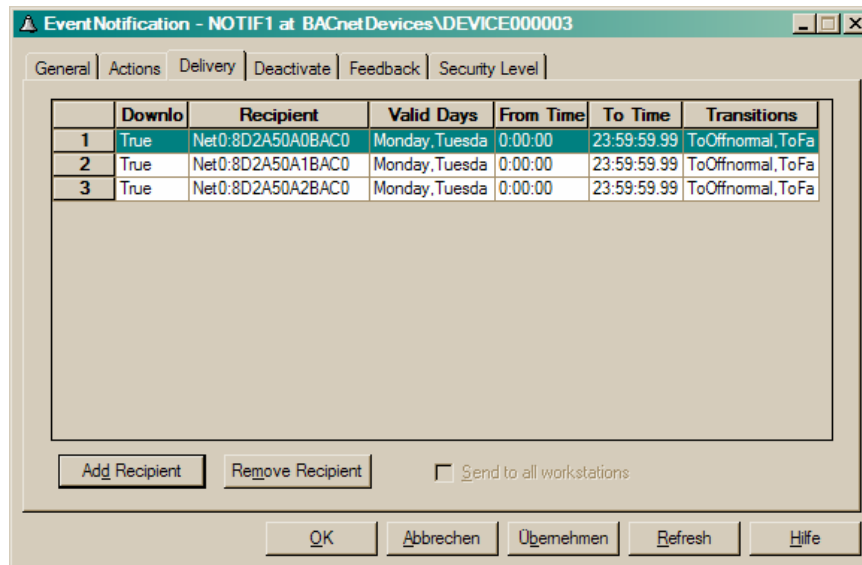 EventNotification - NOTIF1 at BACnetDevices\DEVICE000003
General Actions Delivery Deactivate Feedback Security Level
Downlo Recipient Valid Days From Time To Time Transitions
1 True Net0:8D2A50A0BAC0 Monday,Tuesda 0:00:00 23:59:59.99 ToOffnormal,ToFa
2 True Net0:8D2A50A1BAC0 Monday,Tuesda 0:00:00 23:59:59.99 ToOffnormal,ToFa
3 True Net0:8D2A50A2BAC0 Monday,Tuesda 0:00:00 23:59:59.99 ToOffnormal,ToFa
Add Recipient Remove Recipient Send to all workstations
OK Abbrechen Übernehmen Refresh Hilfe